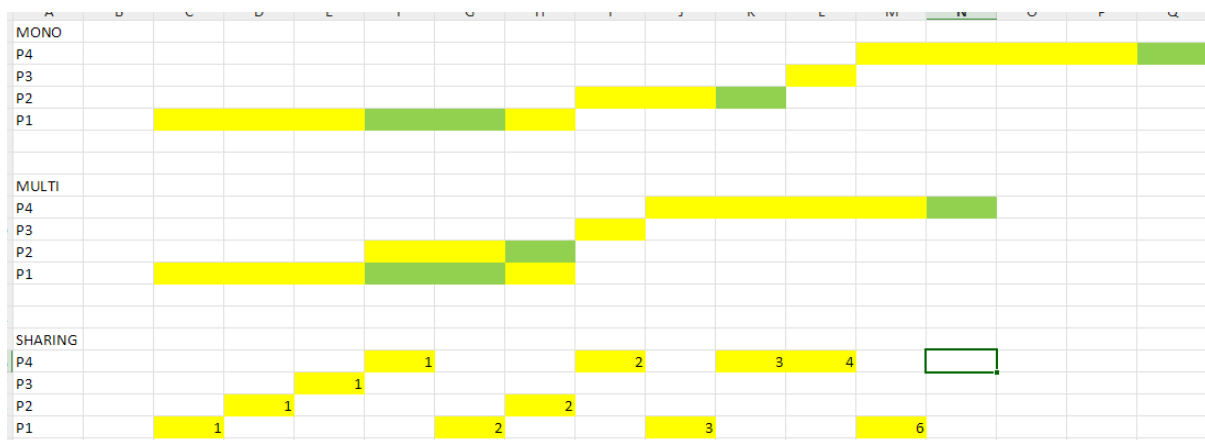 A B C D E F G H I J K L M N O P Q
MONO
P4
P3
P2
P1
MULTI
P4
P3
P2
P1
SHARING
P4 1 2 3 4
P3 1
P2 1 2
P1 1 2 3 6